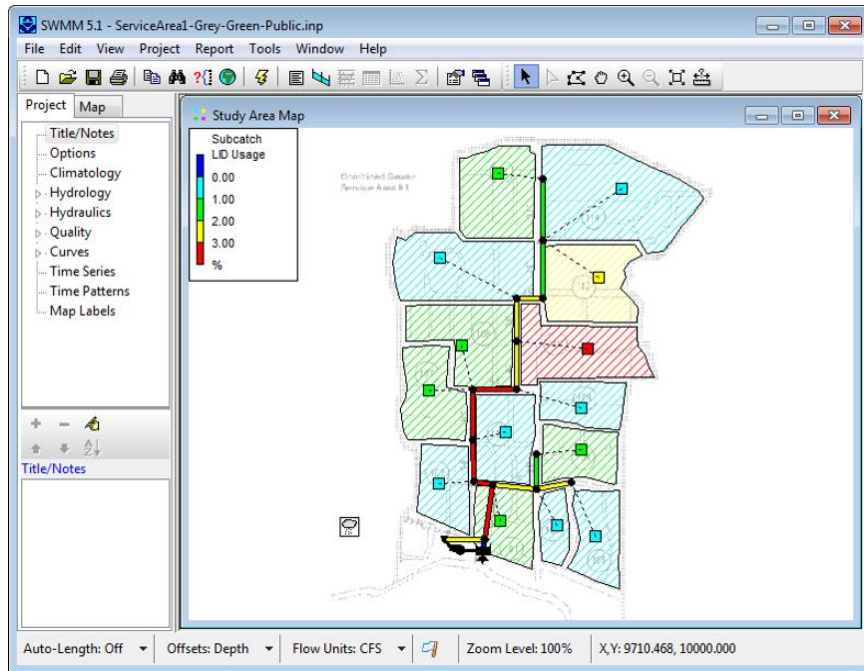 SWMM 5.1 - ServiceArea1-Grey-Green-Public.inp
File Edit View Project Report Tools Window Help
Project Map
Title/Notes
Options
Climatology
Hydrology
Hydraulics
Quality
Curves
Time Series
Time Patterns
Map Labels
Title/Notes
Study Area Map
Subcatch
LID Usage
0.00
1.00
2.00
3.00
%
Combined Sewer
Service Area #1
Auto-Length: Off Offsets: Depth Flow Units: CFS Zoom Level: 100% X,Y: 9710.468, 10000.000